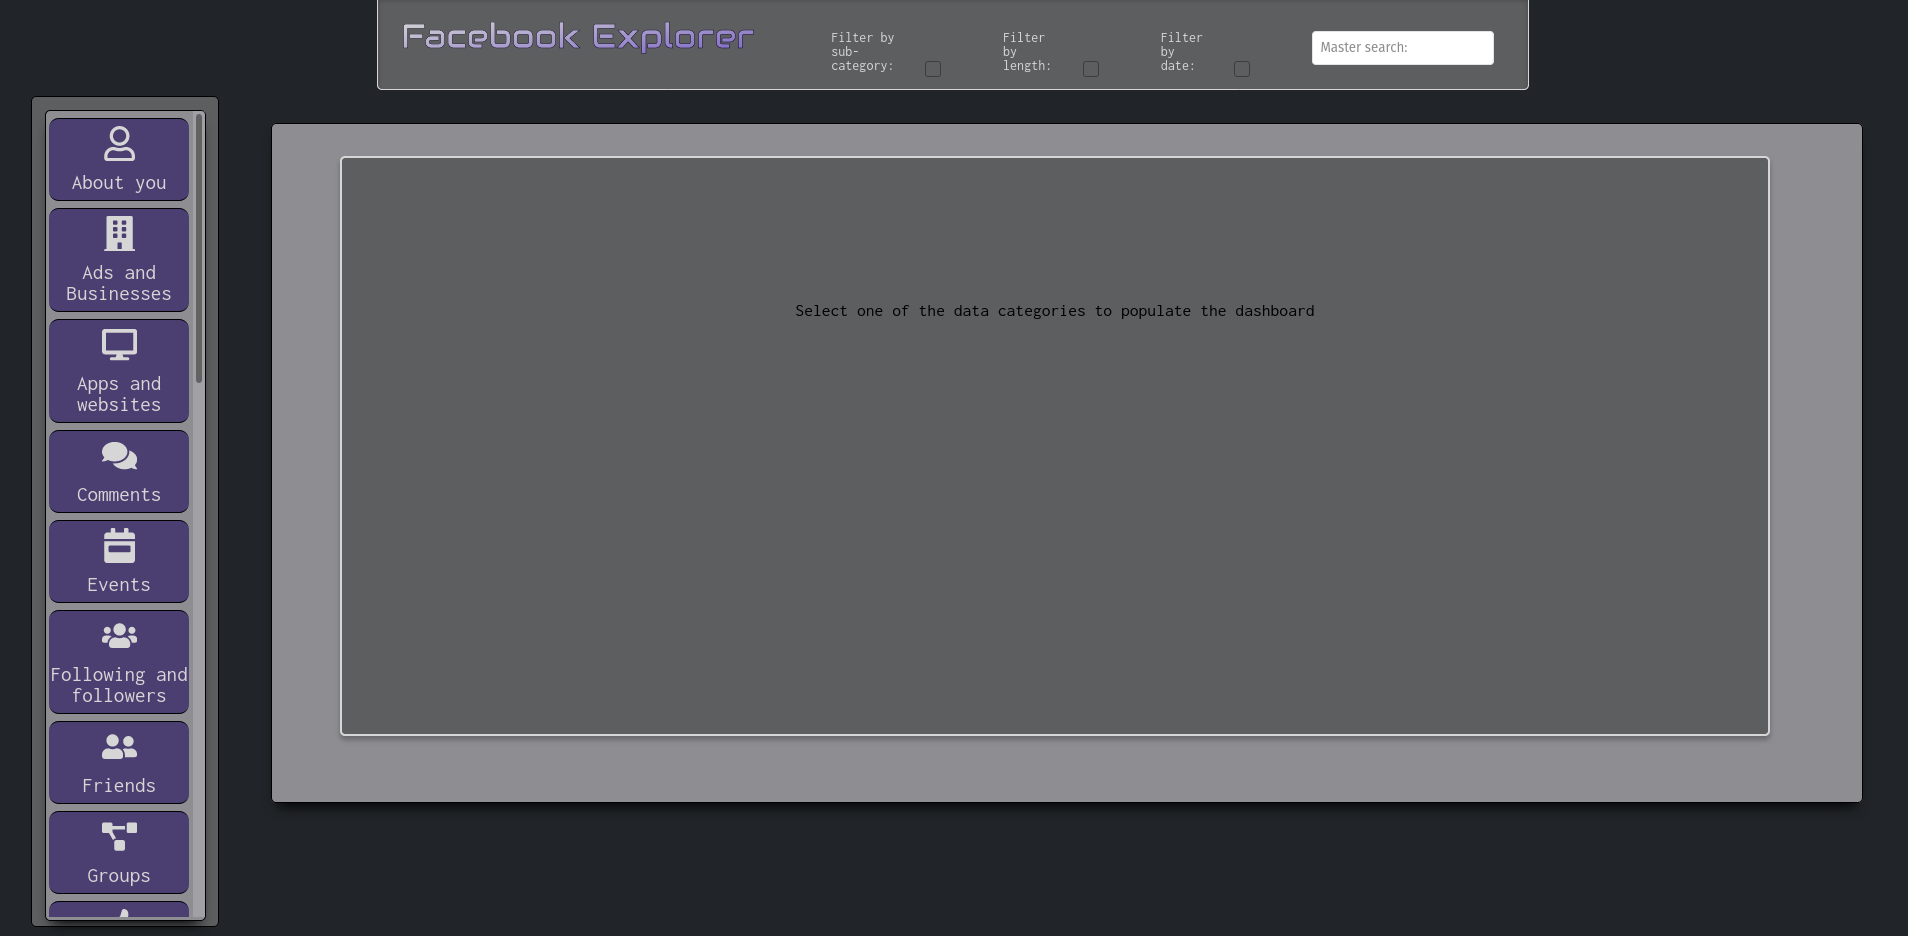 Facebook Explorer
Filter by
sub-
category:
Filter
by
length:
Filter
by
date:
Master search:
About you
Ads and
Businesses
Apps and
websites
Comments
Events
Following and
followers
Friends
Groups
Select one of the data categories to populate the dashboard